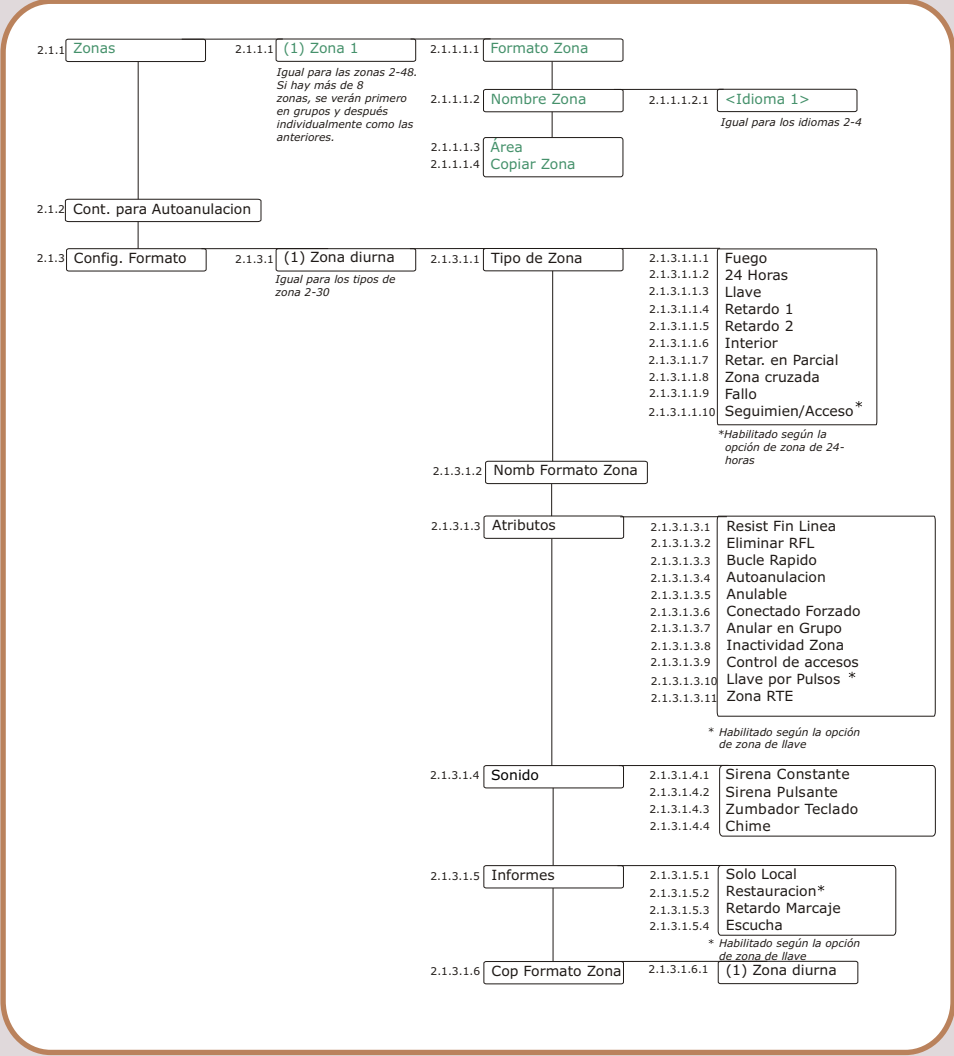 2.1.1 Zonas 2.1.1.1 (1) Zona 1 2.1.1.1.1 Formato Zona
Igual para las zonas 2-48.
Si hay más de 8
zonas, se verán primero
en grupos y después
individualmente como las
anteriores.
2.1.1.1.2 Nombre Zona 2.1.1.1.2.1 <Idioma 1>
Igual para los idiomas 2-4
2.1.1.1.3 Área
2.1.1.1.4 Copiar Zona
2.1.2 Cont. para Autoanulacion
2.1.3 Config. Formato 2.1.3.1 (1) Zona diurna 2.1.3.1.1 Tipo de Zona 2.1.3.1.1.1 Fuego
Igual para los tipos de
zona 2-30
2.1.3.1.1.2 24 Horas
2.1.3.1.1.3 Llave
2.1.3.1.1.4 Retardo 1
2.1.3.1.1.5 Retardo 2
2.1.3.1.1.6 Interior
2.1.3.1.1.7 Retar. en Parcial
2.1.3.1.1.8 Zona cruzada
2.1.3.1.1.9 Fallo
2.1.3.1.1.10 Seguimien/Acceso*
*Habilitado según la
opción de zona de 24-
horas
2.1.3.1.2 Nomb Formato Zona
2.1.3.1.3 Atributos 2.1.3.1.3.1 Resist Fin Linea
2.1.3.1.3.2 Eliminar RFL
2.1.3.1.3.3 Bucle Rapido
2.1.3.1.3.4 Autoanulacion
2.1.3.1.3.5 Anulable
2.1.3.1.3.6 Conectado Forzado
2.1.3.1.3.7 Anular en Grupo
2.1.3.1.3.8 Inactividad Zona
2.1.3.1.3.9 Control de accesos
2.1.3.1.3.10 Llave por Pulsos *
2.1.3.1.3.11 Zona RTE
* Habilitado según la opción
de zona de llave
2.1.3.1.4 Sonido 2.1.3.1.4.1 Sirena Constante
2.1.3.1.4.2 Sirena Pulsante
2.1.3.1.4.3 Zumbador Teclado
2.1.3.1.4.4 Chime
2.1.3.1.5 Informes 2.1.3.1.5.1 Solo Local
2.1.3.1.5.2 Restauracion*
2.1.3.1.5.3 Retardo Marcaje
2.1.3.1.5.4 Escucha
* Habilitado según la opción
de zona de llave
2.1.3.1.6 Cop Formato Zona 2.1.3.1.6.1 (1) Zona diurna